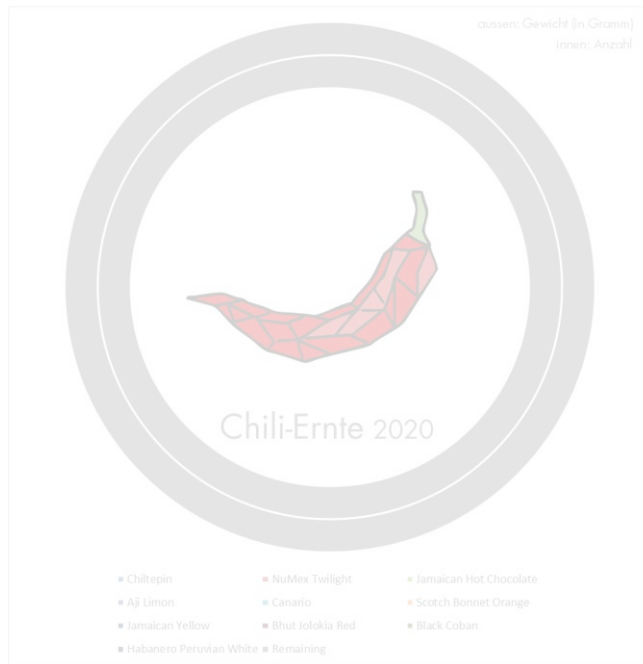 aussen: Gewicht (in Gramm)
innen: Anzahl
Chili-Ernte 2020
Chiltepin NuMex Twilight Jamaican Hot Chocolate
Aji Limon Canario Scotch Bonnet Orange
Jamaican Yellow Bhut Jolokia Red Black Coban
Habanero Peruvian White Remaining